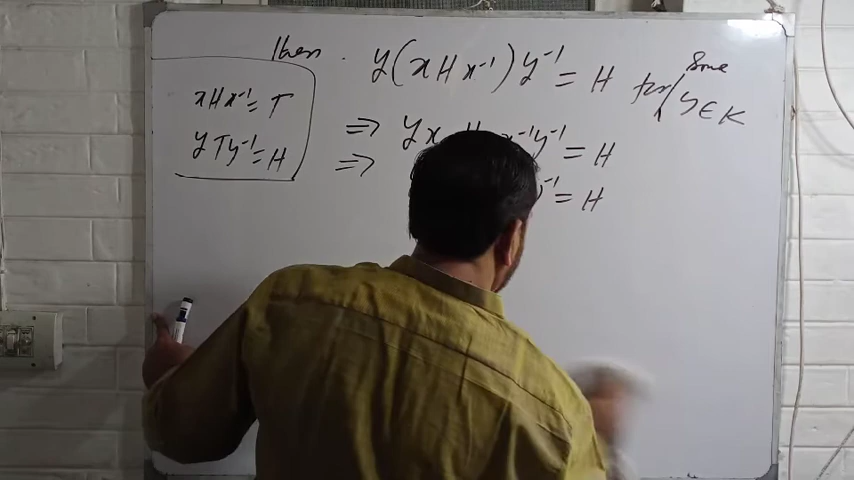 then. y(xHx⁻¹)y⁻¹ = H for some y∈K
xHx⁻¹ = T
yTy⁻¹ = H
⇒ yx H x⁻¹y⁻¹ = H
⇒ ⁻¹ = H